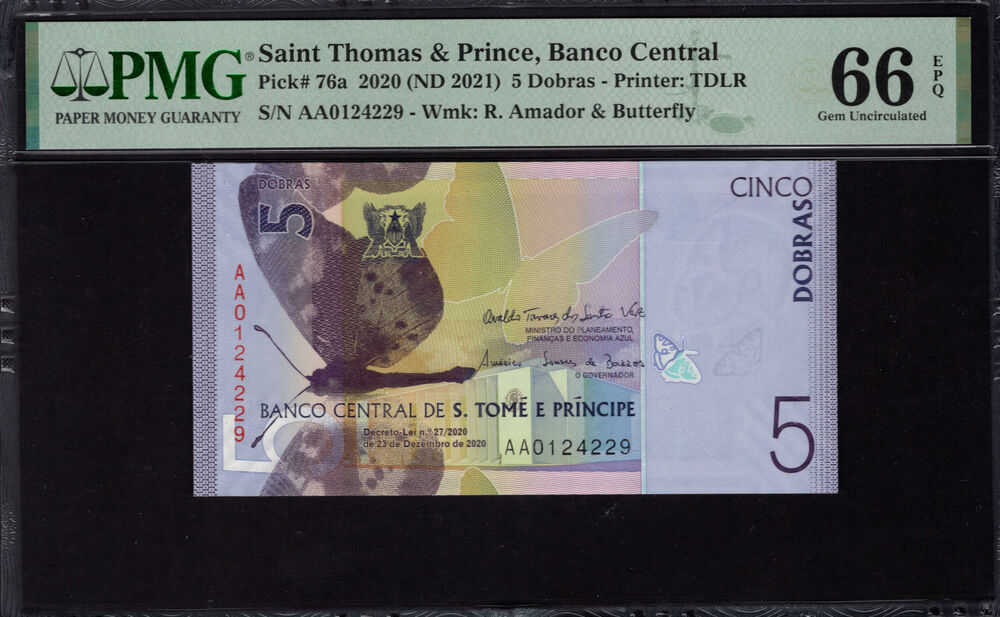 PMG®
PAPER MONEY GUARANTY
Saint Thomas & Prince, Banco Central
Pick# 76a 2020 (ND 2021) 5 Dobras - Printer: TDLR
S/N AA0124229 - Wmk: R. Amador & Butterfly
66
EPQ
Gem Uncirculated
DOBRAS
5
AA0124229
MINISTRO DO PLANEAMENTO,
FINANÇAS E ECONOMIA AZUL
O GOVERNADOR
BANCO CENTRAL DE S. TOMÉ E PRÍNCIPE
Decreto-Lei n.º 27/2020
de 23 de Dezembro de 2020
AA0124229
CINCO
DOBRASO
5